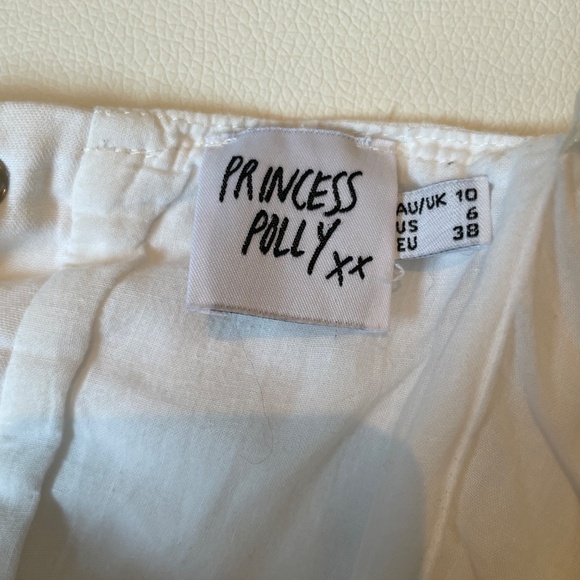 PRINCESS
POLLY
xx
AU/UK 10
US 6
EU 38